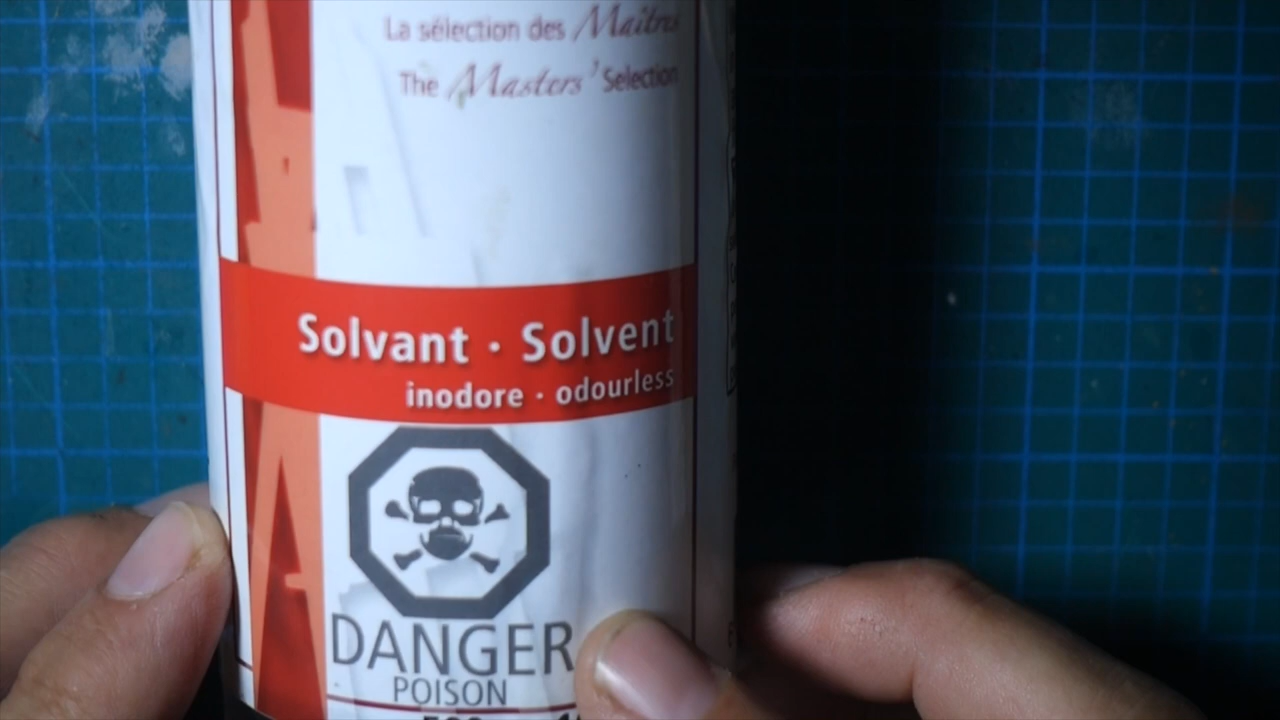 La sélection des Maîtres
The Masters' Selection
Solvant · Solvent
inodore · odourless
DANGER
POISON